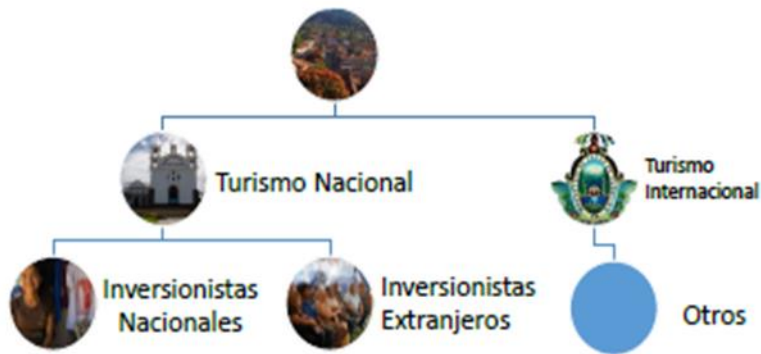 Turismo Nacional
Turismo
Internacional
Inversionistas
Nacionales
Inversionistas
Extranjeros
Otros